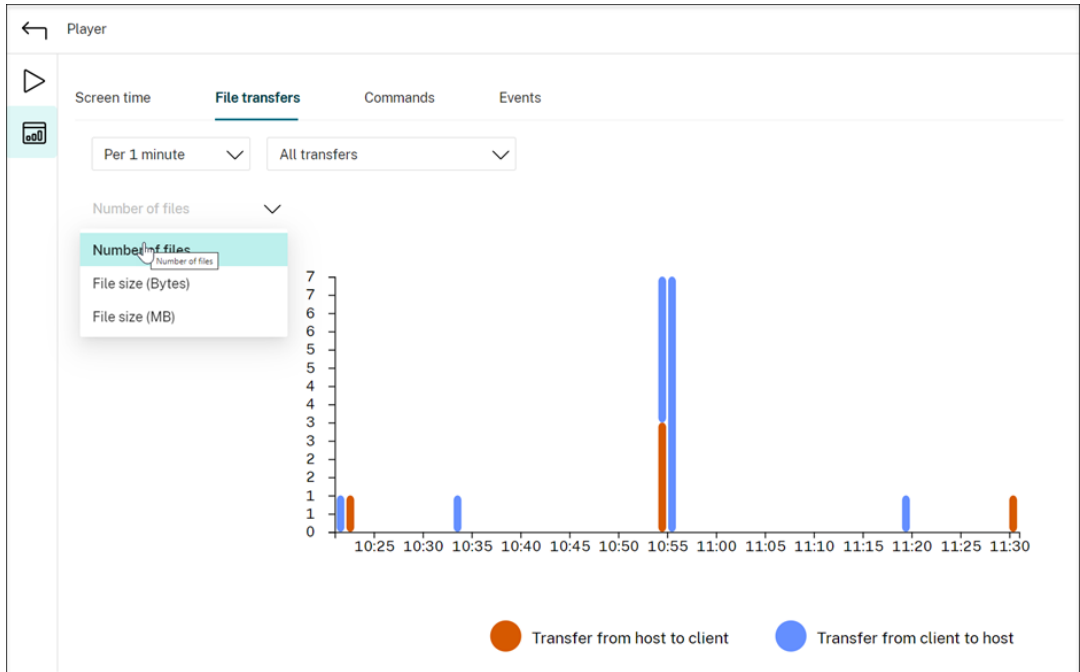 Player
Screen time File transfers Commands Events
Per 1 minute All transfers
Number of files
Number of files
Number of files
File size (Bytes)
File size (MB)
7
7
6
6
5
5
4
4
3
3
2
2
1
1
0
10:25 10:30 10:35 10:40 10:45 10:50 10:55 11:00 11:05 11:10 11:15 11:20 11:25 11:30
Transfer from host to client Transfer from client to host